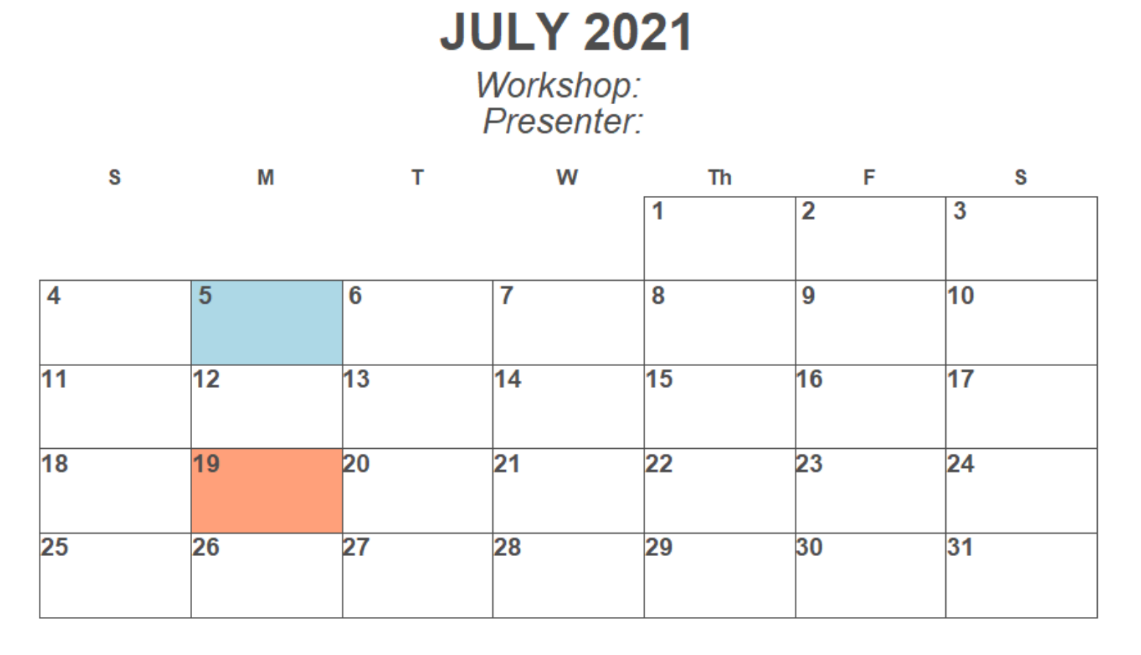 JULY 2021
Workshop:
Presenter:
S M T W Th F S
1 2 3
4 5 6 7 8 9 10
11 12 13 14 15 16 17
18 19 20 21 22 23 24
25 26 27 28 29 30 31